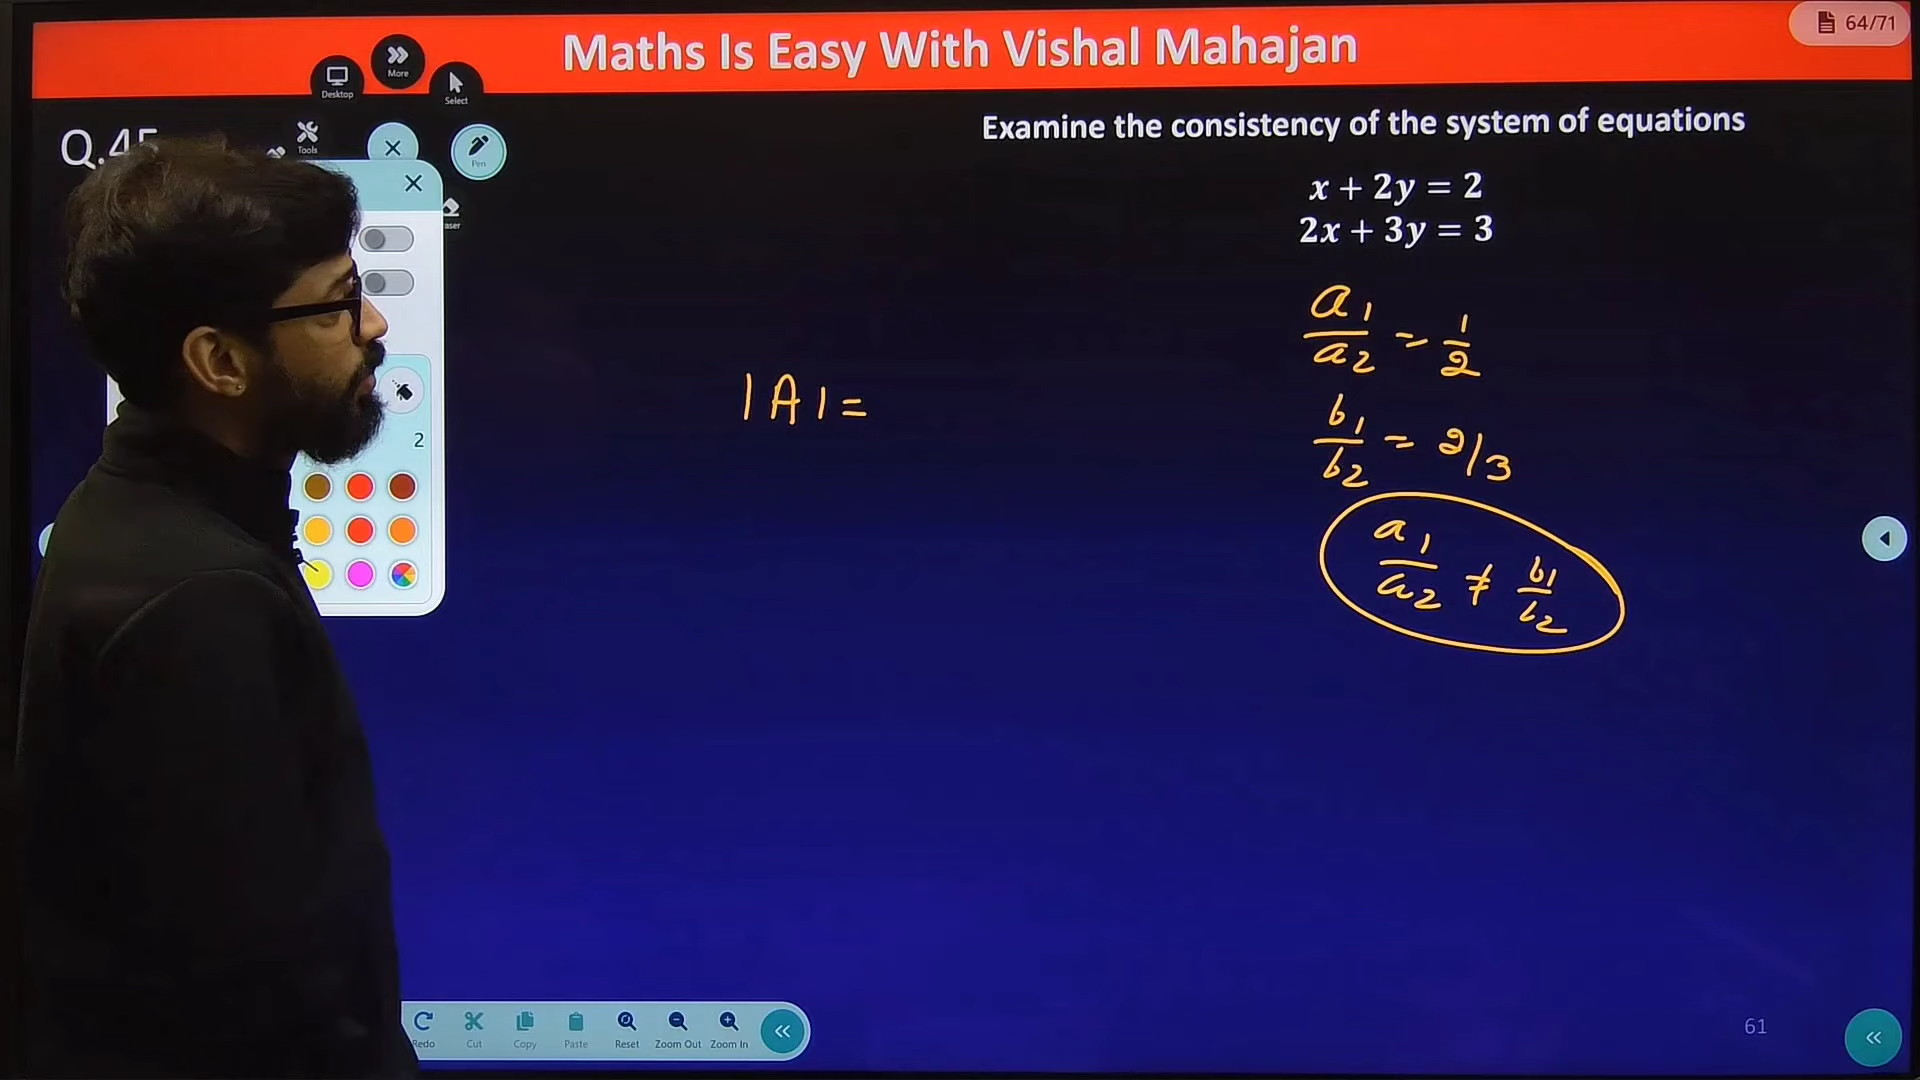 64/71
Maths Is Easy With Vishal Mahajan
More
Desktop
Select
Q.45
Tools
Pen
Examine the consistency of the system of equations
x + 2y = 2
2x + 3y = 3
a1/a2 = 1/2
|A| =
b1/b2 = 2/3
2
a1/a2 ≠ b1/b2
Redo Cut Copy Paste Reset Zoom Out Zoom In
61